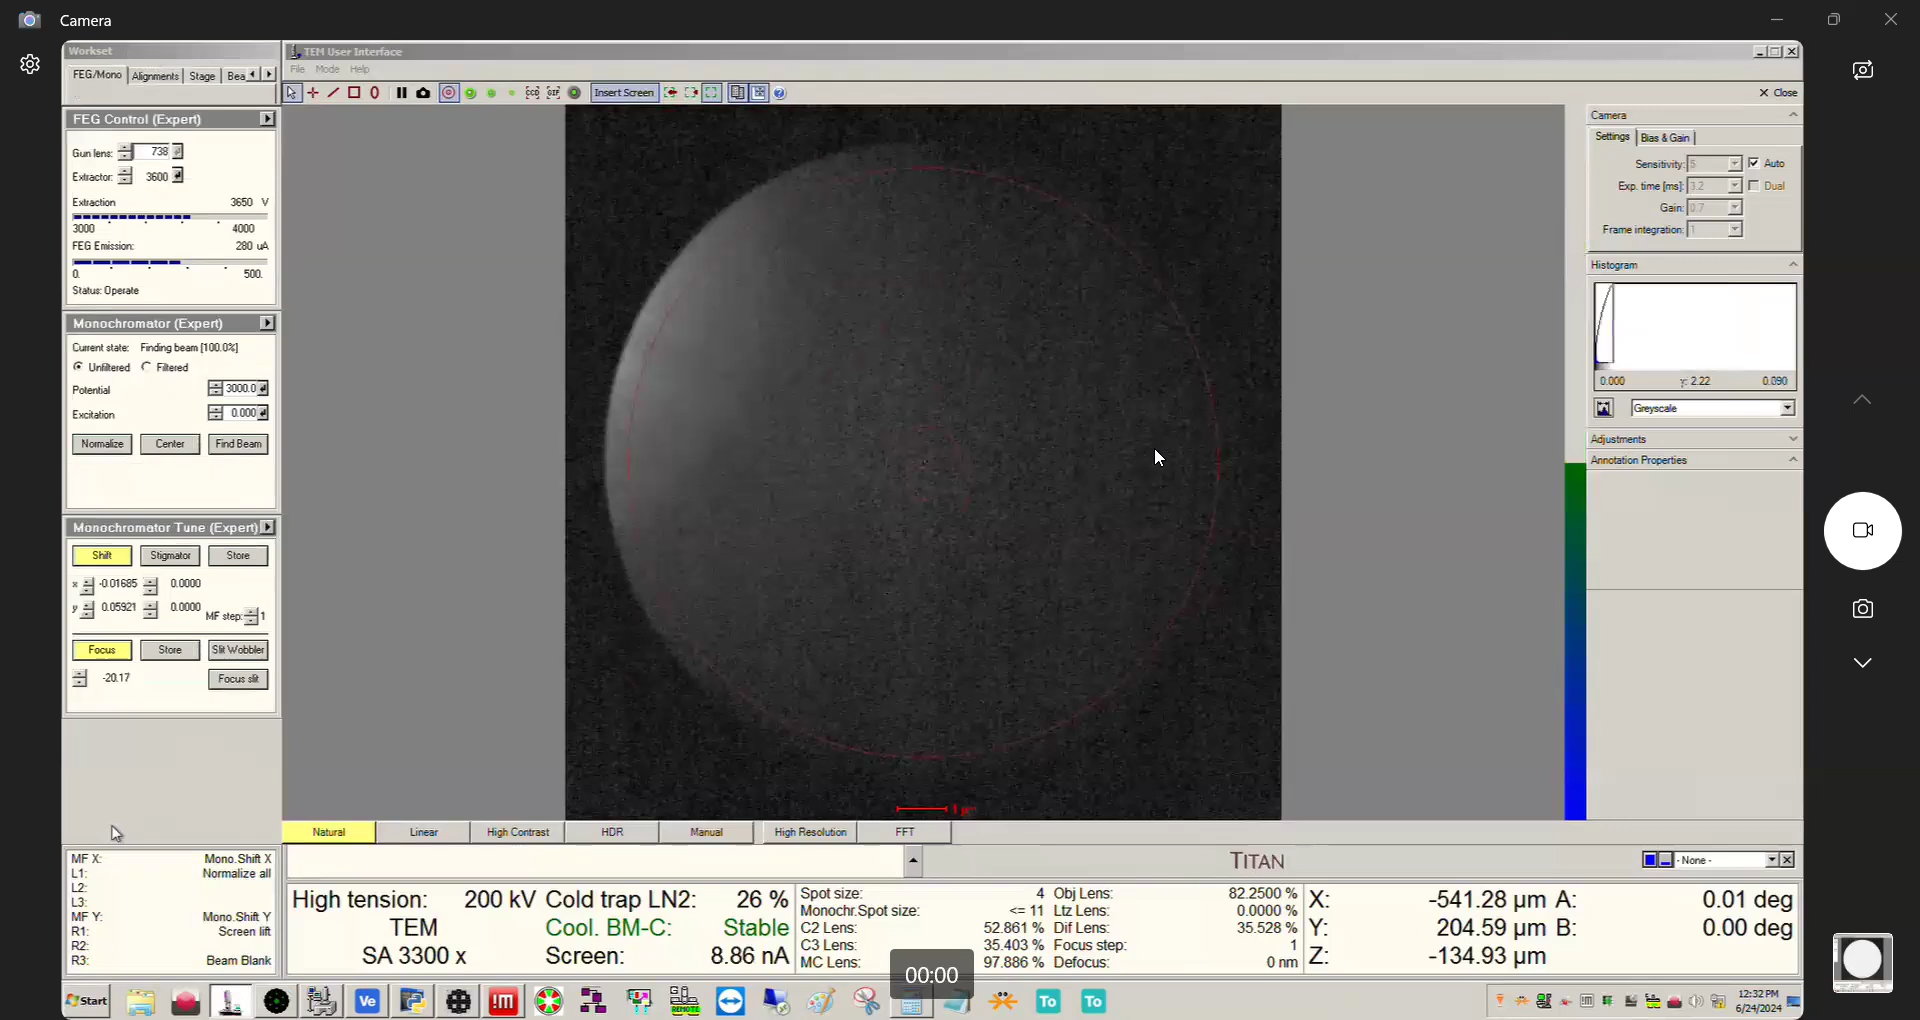 Camera
Workset
TEM User Interface
FEG/Mono Alignments Stage Bea
File Mode Help
Insert Screen
Close
FEG Control (Expert)
Gun lens: 738
Extractor: 3600
Extraction 3650 V
3000 4000
FEG Emission: 280 uA
0. 500.
Status: Operate
Monochromator (Expert)
Current state: Finding beam [100.0%]
Unfiltered Filtered
Potential 3000.0
Excitation 0.000
Normalize Center Find Beam
Monochromator Tune (Expert)
Shift Stigmator Store
x -0.01685 0.0000
y 0.05921 0.0000
MF step: 1
Focus Store Slit Wobbler
-20.17 Focus slit
Camera
Settings Bias & Gain
Sensitivity: 5 Auto
Exp. time [ms]: 3.2 Dual
Gain: 0.7
Frame integration: 1
Histogram
0.000 γ: 2.22 0.090
Greyscale
Adjustments
Annotation Properties
1 µm
Natural Linear High Contrast HDR Manual High Resolution FFT
TITAN
- None -
MF X: Mono.Shift X
L1: Normalize all
L2:
L3:
MF Y: Mono.Shift Y
R1: Screen lift
R2:
R3: Beam Blank
High tension: 200 kV Cold trap LN2: 26 %
TEM Cool. BM-C: Stable
SA 3300 x Screen: 8.86 nA
Spot size: 4 Obj Lens: 82.2500 %
Monochr.Spot size: <= 11 Ltz Lens: 0.0000 %
C2 Lens: 52.861 % Dif Lens: 35.528 %
C3 Lens: 35.403 % Focus step: 1
MC Lens: 97.886 % Defocus: 0 nm
X: -541.28 µm A: 0.01 deg
Y: 204.59 µm B: 0.00 deg
Z: -134.93 µm
00:00
Start
Ve
To
To
REMOTE
12:32 PM
6/24/2024